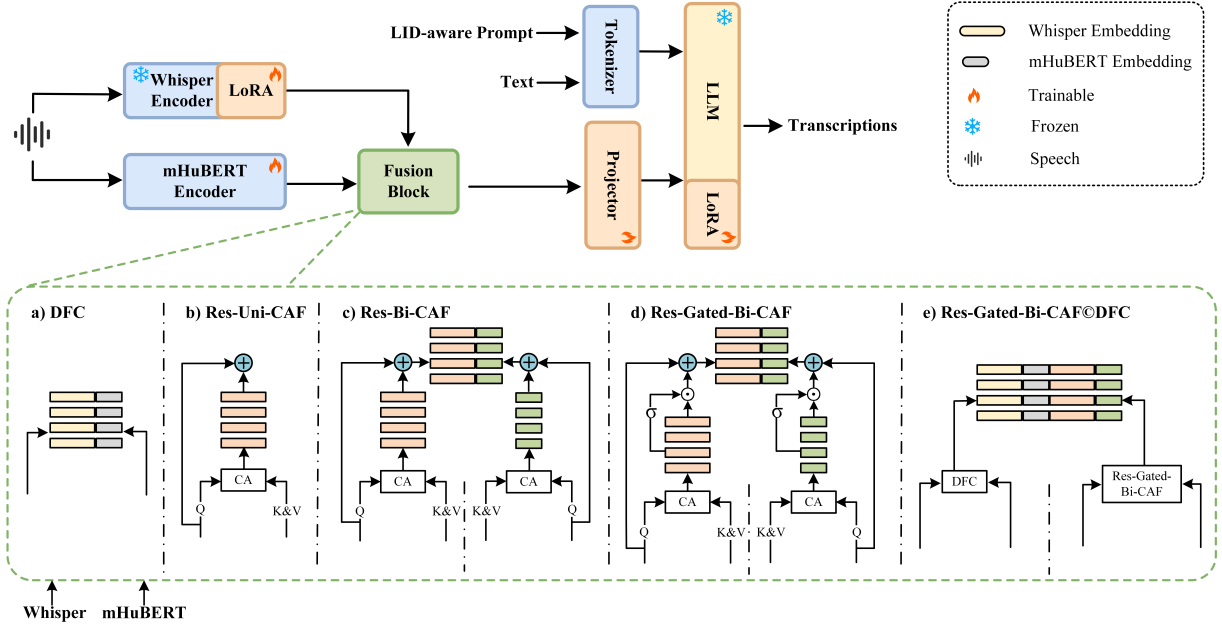 LID-aware Prompt
Text
Tokenizer
LLM
Whisper
Encoder
LoRA
mHuBERT
Encoder
Fusion
Block
Projector
LoRA
Transcriptions
Whisper Embedding
mHuBERT Embedding
Trainable
Frozen
Speech
a) DFC
b) Res-Uni-CAF
CA
Q
K&V
c) Res-Bi-CAF
CA
CA
Q
K&V
K&V
Q
d) Res-Gated-Bi-CAF
σ
σ
CA
CA
Q
K&V
K&V
Q
e) Res-Gated-Bi-CAF©DFC
DFC
Res-Gated-
Bi-CAF
Whisper
mHuBERT